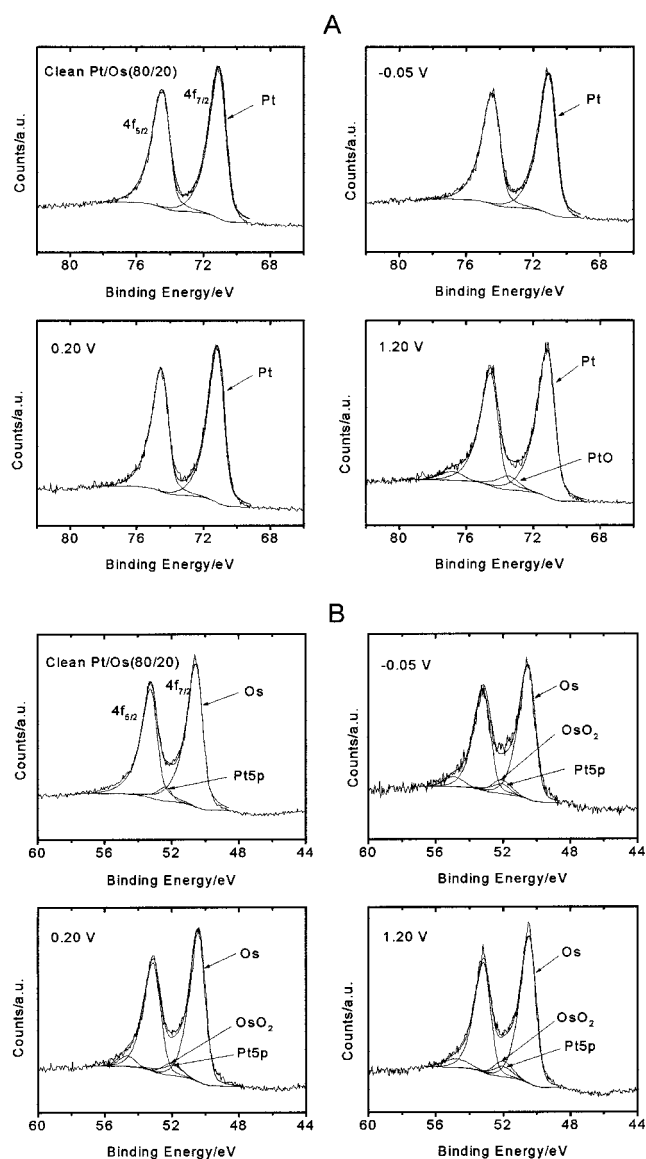 A
Clean Pt/Os(80/20)
4f7/2
4f5/2
Pt
Counts/a.u.
82 80 76 72 68
Binding Energy/eV
-0.05 V
Pt
Counts/a.u.
82 80 76 72 68
Binding Energy/eV
0.20 V
Pt
Counts/a.u.
82 80 76 72 68
Binding Energy/eV
1.20 V
Pt
PtO
Counts/a.u.
82 80 76 72 68
Binding Energy/eV
B
Clean Pt/Os(80/20)
4f7/2
4f5/2
Os
Pt5p
Counts/a.u.
60 56 52 48 44
Binding Energy/eV
-0.05 V
Os
OsO2
Pt5p
Counts/a.u.
60 56 52 48 44
Binding Energy/eV
0.20 V
Os
OsO2
Pt5p
Counts/a.u.
60 56 52 48 44
Binding Energy/eV
1.20 V
Os
OsO2
Pt5p
Counts/a.u.
60 56 52 48 44
Binding Energy/eV